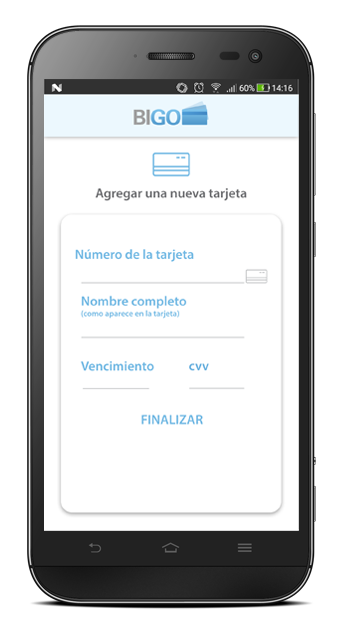 60% 14:16
BIGO
Agregar una nueva tarjeta
Número de la tarjeta
Nombre completo
(como aparece en la tarjeta)
Vencimiento cvv
FINALIZAR